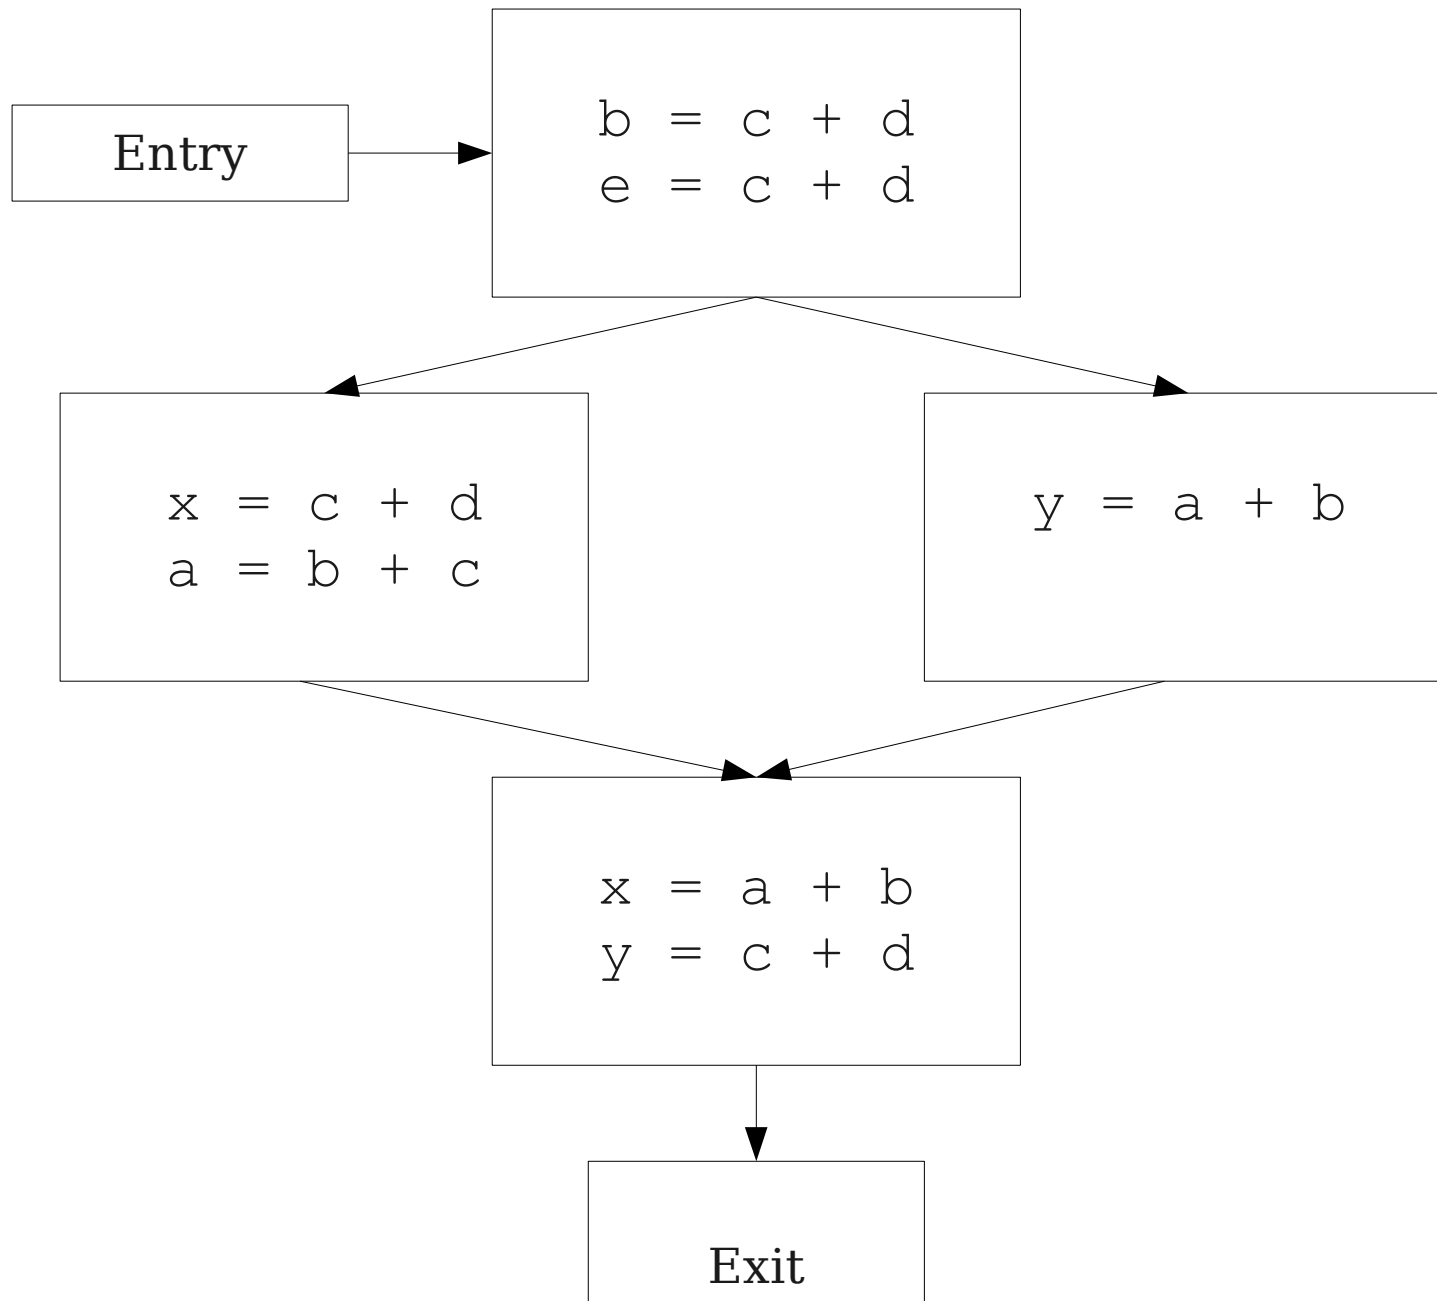 Entry
b = c + d
e = c + d
x = c + d
a = b + c
y = a + b
x = a + b
y = c + d
Exit